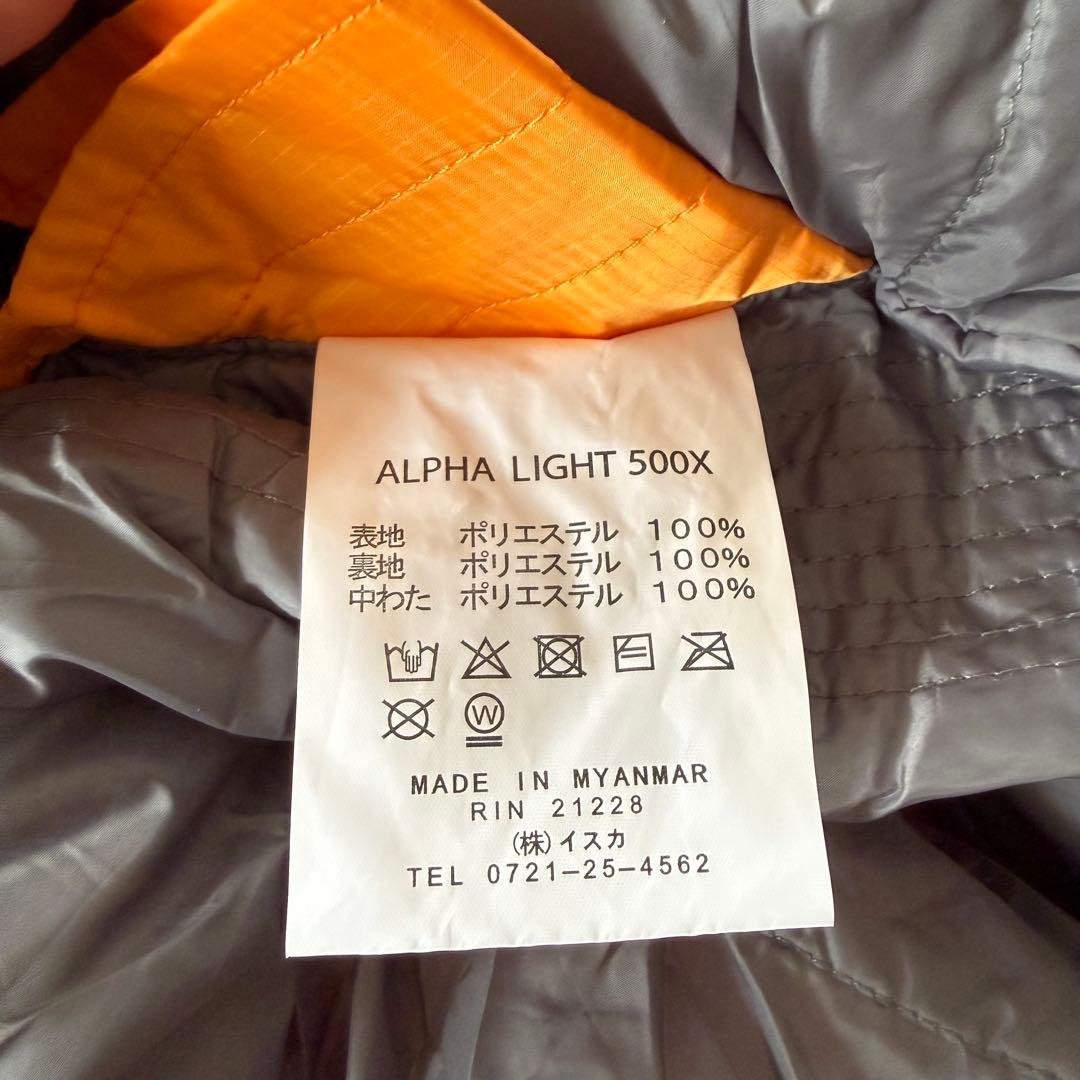 ALPHA LIGHT 500X
表地 ポリエステル 100%
裏地 ポリエステル 100%
中わた ポリエステル 100%
W
MADE IN MYANMAR
RIN 21228
(株)イスカ
TEL 0721-25-4562